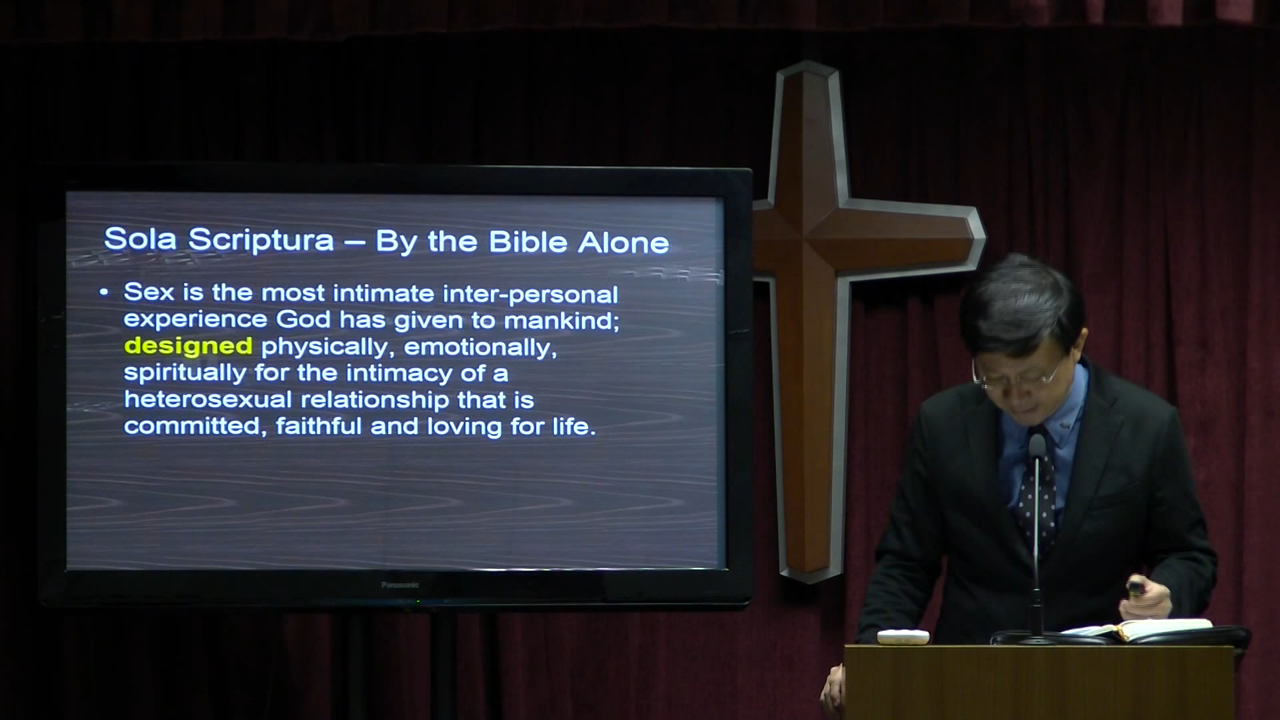 Sola Scriptura – By the Bible Alone
• Sex is the most intimate inter-personal
experience God has given to mankind;
designed physically, emotionally,
spiritually for the intimacy of a
heterosexual relationship that is
committed, faithful and loving for life.
Panasonic